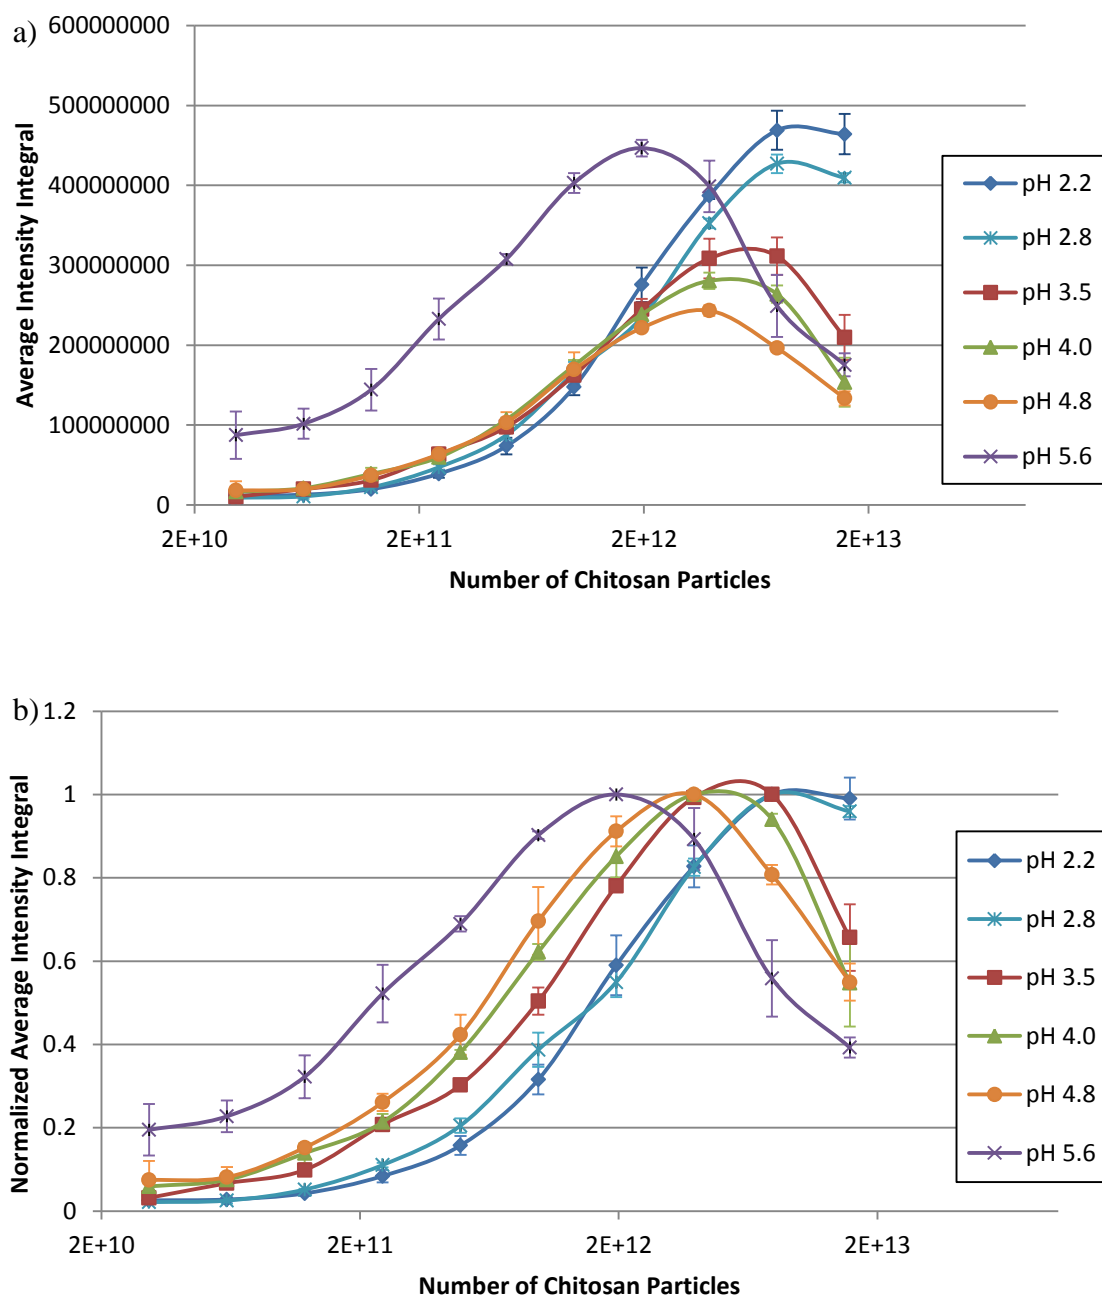 a)
600000000
500000000
400000000
300000000
200000000
100000000
0
Average Intensity Integral
2E+10 2E+11 2E+12 2E+13
Number of Chitosan Particles
pH 2.2
pH 2.8
pH 3.5
pH 4.0
pH 4.8
pH 5.6
b)
1.2
1
0.8
0.6
0.4
0.2
0
Normalized Average Intensity Integral
2E+10 2E+11 2E+12 2E+13
Number of Chitosan Particles
pH 2.2
pH 2.8
pH 3.5
pH 4.0
pH 4.8
pH 5.6